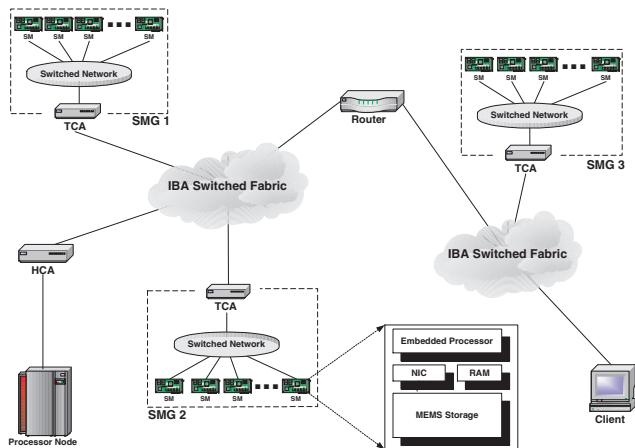 SM SM SM SM
Switched Network
TCA
SMG 1
Router
SM SM SM SM
Switched Network
TCA
SMG 3
IBA Switched Fabric
IBA Switched Fabric
HCA
TCA
Switched Network
SM SM SM SM
SMG 2
Embedded Processor
NIC RAM
MEMS Storage
Client
Processor Node